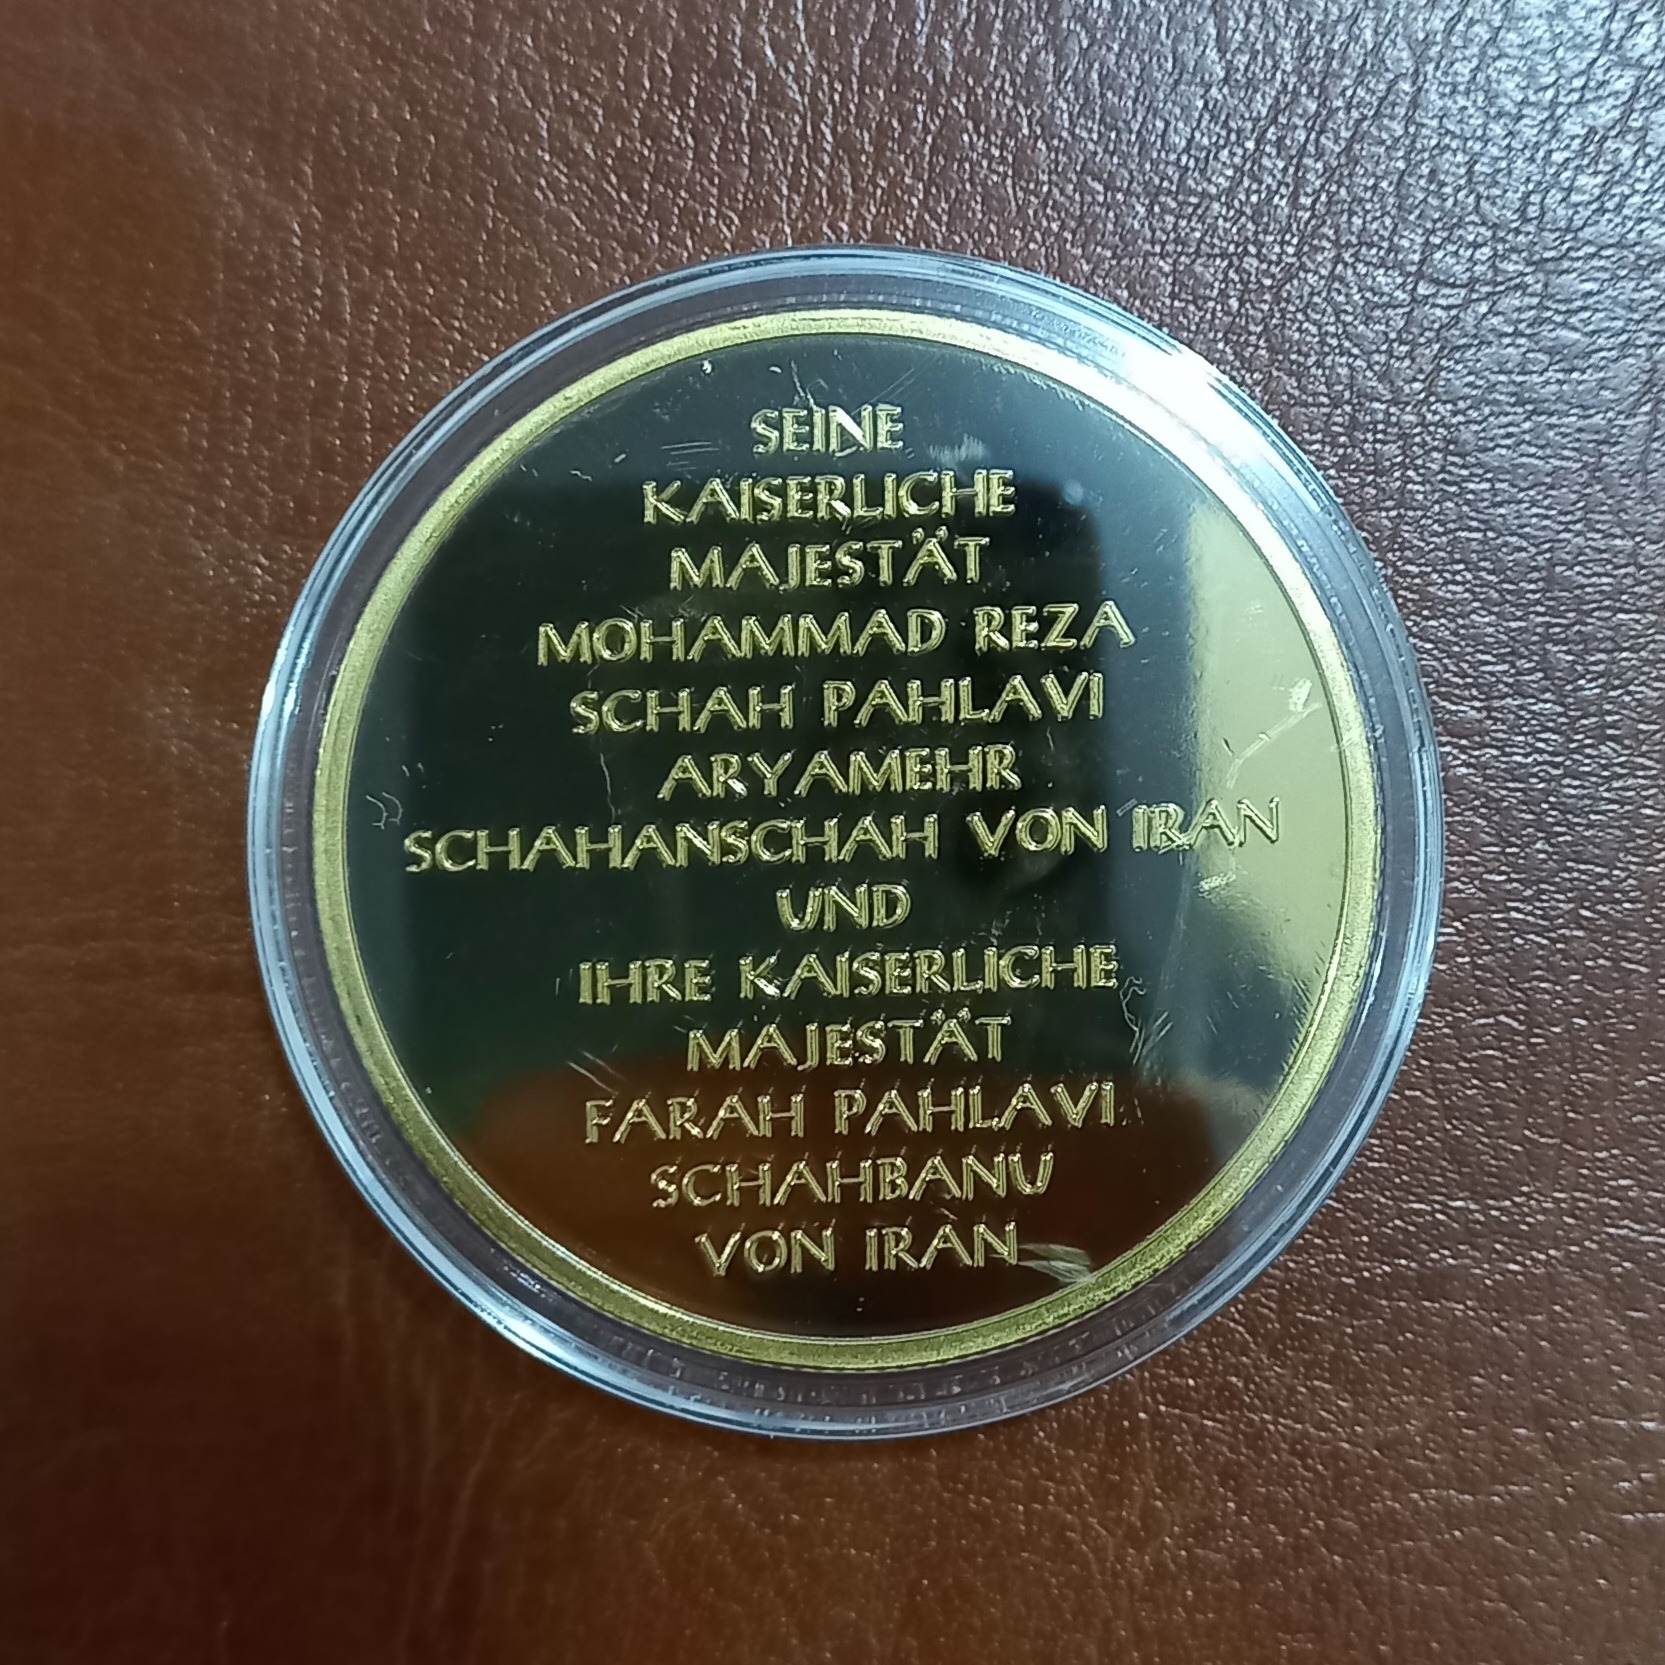 SEINE
KAISERLICHE
MAJESTÄT
MOHAMMAD REZA
SCHAH PAHLAVI
ARYAMEHR
SCHAHANSCHAH VON IRAN
UND
IHRE KAISERLICHE
MAJESTÄT
FARAH PAHLAVI
SCHAHBANU
VON IRAN